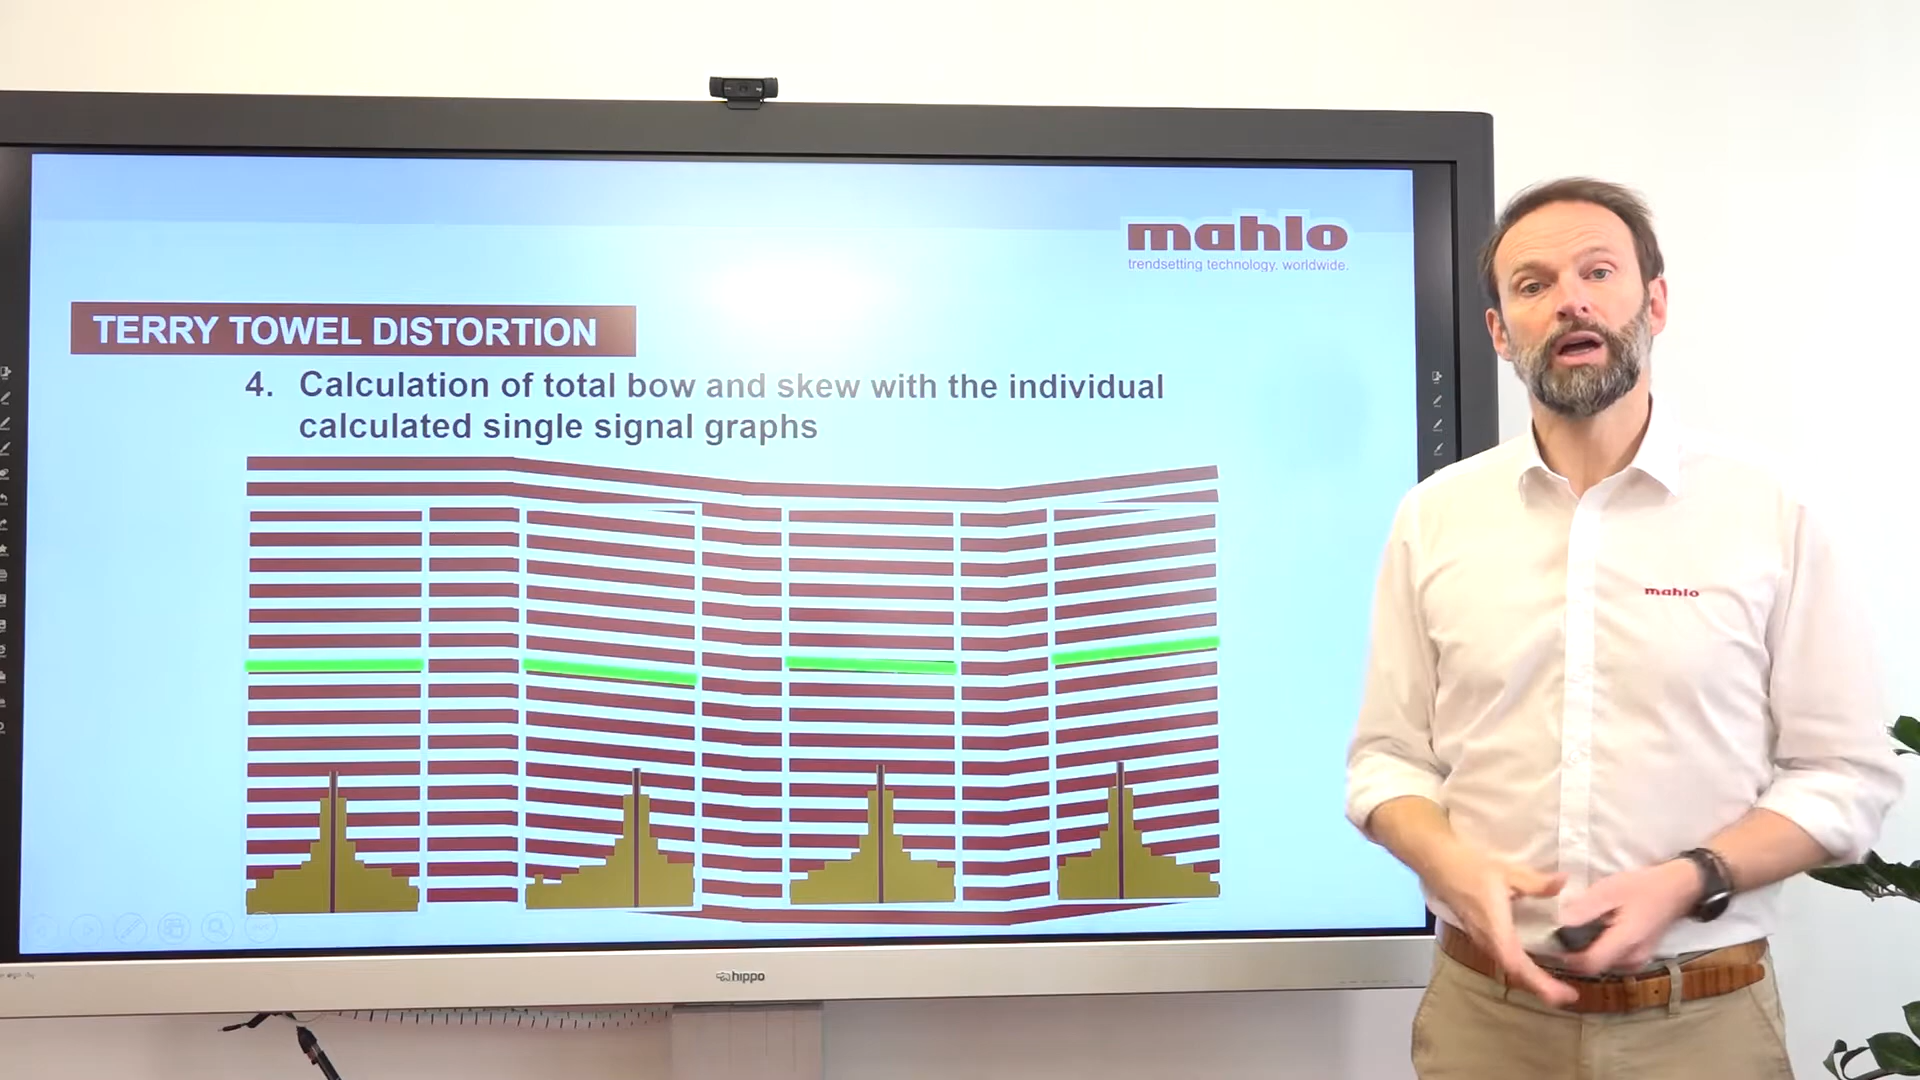 mahlo
trendsetting technology. worldwide.
TERRY TOWEL DISTORTION
4. Calculation of total bow and skew with the individual
calculated single signal graphs
mahlo
hippo